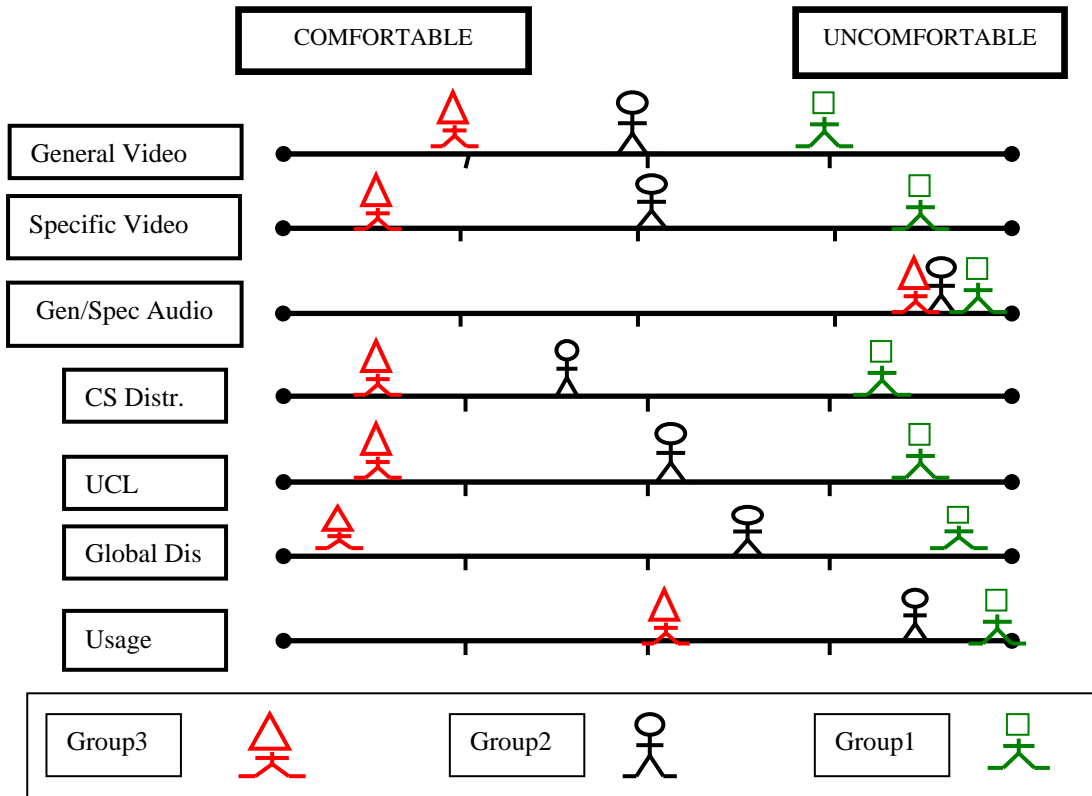 COMFORTABLE
UNCOMFORTABLE
General Video
Specific Video
Gen/Spec Audio
CS Distr.
UCL
Global Dis
Usage
Group3
Group2
Group1